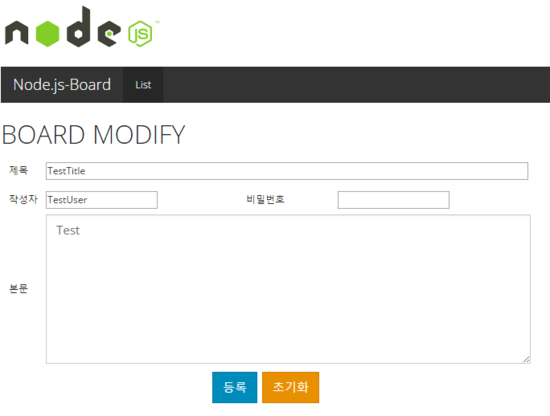 node JS ™
Node.js-Board List
BOARD MODIFY
제목 TestTitle
작성자 TestUser 비밀번호
본문 Test
등록 초기화